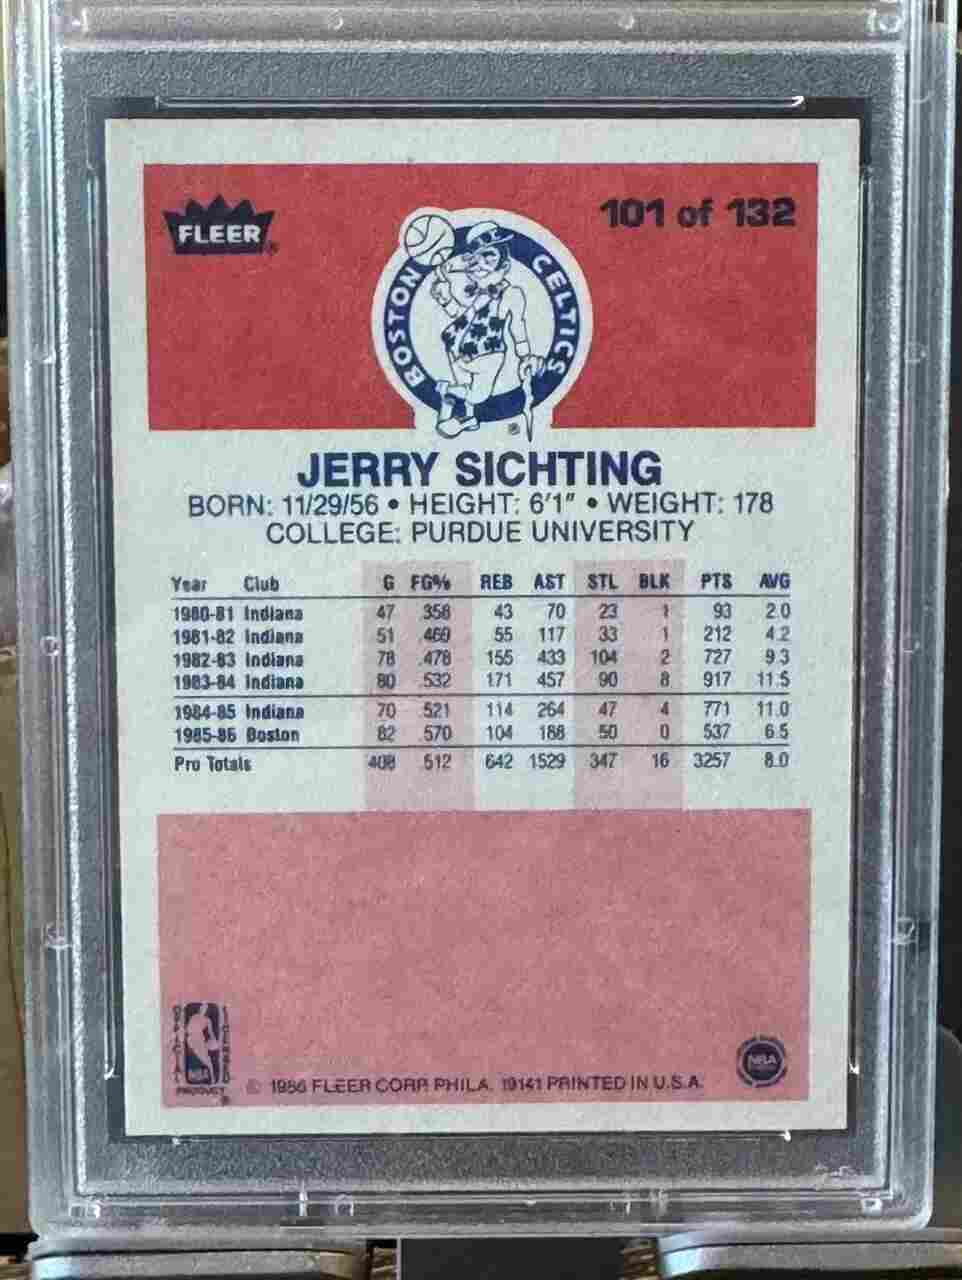 FLEER®
101 of 132
BOSTON CELTICS
®
JERRY SICHTING
BORN: 11/29/56 • HEIGHT: 6'1" • WEIGHT: 178
COLLEGE: PURDUE UNIVERSITY
Year Club G FG% REB AST STL BLK PTS AVG
1980-81 Indiana 47 .358 43 70 23 1 93 2.0
1981-82 Indiana 51 .469 55 117 33 1 212 4.2
1982-83 Indiana 78 .478 155 433 104 2 727 9.3
1983-84 Indiana 80 .532 171 457 90 8 917 11.5
1984-85 Indiana 70 .521 114 264 47 4 771 11.0
1985-86 Boston 82 .570 104 188 50 0 537 6.5
Pro Totals 408 .512 642 1529 347 16 3257 8.0
OFFICIAL LICENSED
NBA
PRODUCT®
© 1986 FLEER CORP. PHILA. 19141 PRINTED IN U.S.A.
NBA